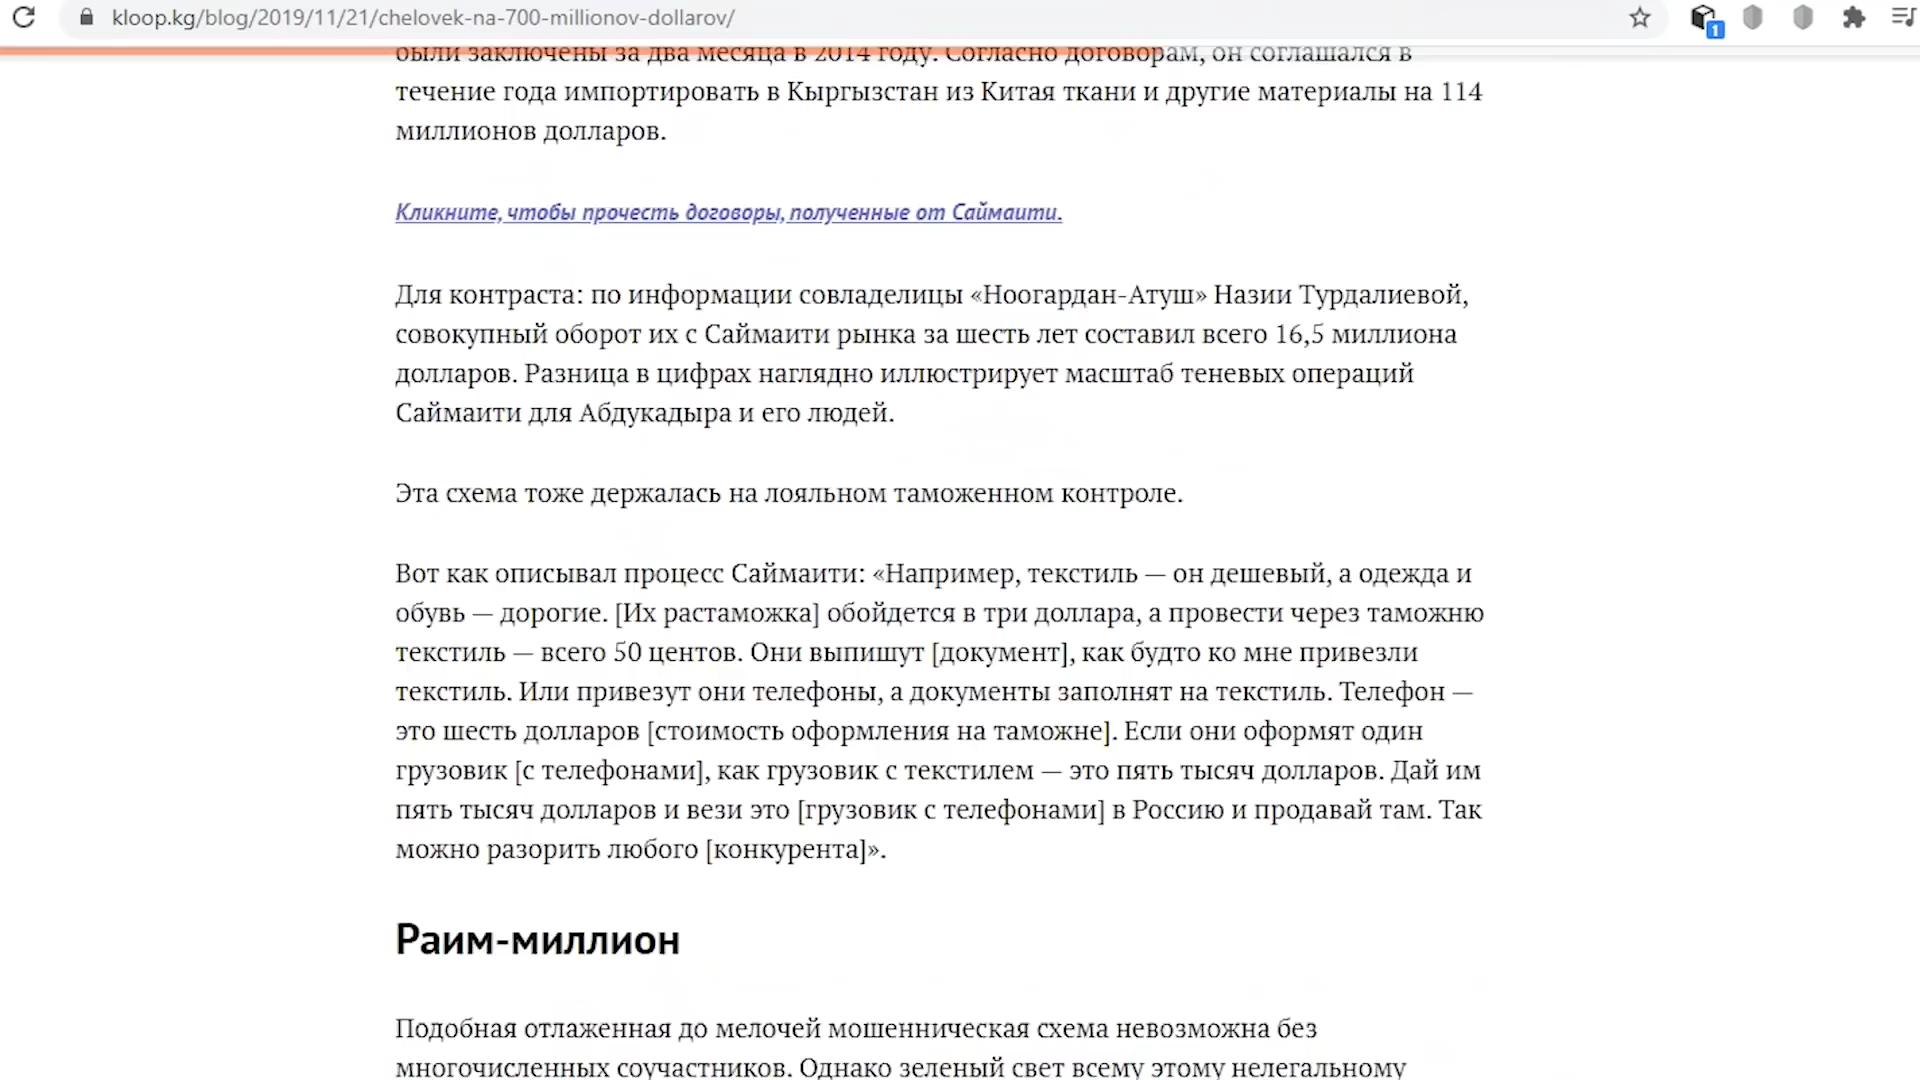 kloop.kg/blog/2019/11/21/chelovek-na-700-millionov-dollarov/
1
были заключены за два месяца в 2014 году. Согласно договорам, он соглашался в
течение года импортировать в Кыргызстан из Китая ткани и другие материалы на 114
миллионов долларов.
Кликните, чтобы прочесть договоры, полученные от Саймаити.
Для контраста: по информации совладелицы «Ноогардан-Атуш» Назии Турдалиевой,
совокупный оборот их с Саймаити рынка за шесть лет составил всего 16,5 миллиона
долларов. Разница в цифрах наглядно иллюстрирует масштаб теневых операций
Саймаити для Абдукадыра и его людей.
Эта схема тоже держалась на лояльном таможенном контроле.
Вот как описывал процесс Саймаити: «Например, текстиль — он дешевый, а одежда и
обувь — дорогие. [Их растаможка] обойдется в три доллара, а провести через таможню
текстиль — всего 50 центов. Они выпишут [документ], как будто ко мне привезли
текстиль. Или привезут они телефоны, а документы заполнят на текстиль. Телефон —
это шесть долларов [стоимость оформления на таможне]. Если они оформят один
грузовик [с телефонами], как грузовик с текстилем — это пять тысяч долларов. Дай им
пять тысяч долларов и вези это [грузовик с телефонами] в Россию и продавай там. Так
можно разорить любого [конкурента]».
Раим-миллион
Подобная отлаженная до мелочей мошенническая схема невозможна без
многочисленных соучастников. Однако зеленый свет всему этому нелегальному